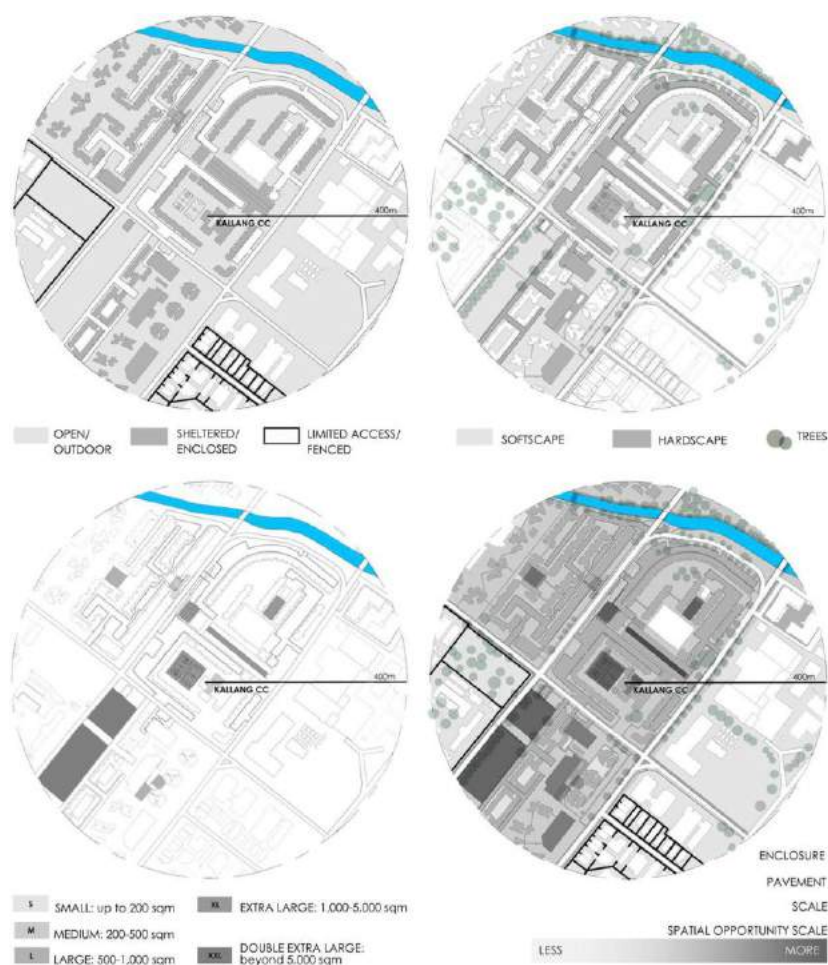 400m
KALLANG CC
400m
KALLANG CC
OPEN/
OUTDOOR
SHELTERED/
ENCLOSED
LIMITED ACCESS/
FENCED
SOFTSCAPE
HARDSCAPE
TREES
400m
KALLANG CC
400m
KALLANG CC
S SMALL: up to 200 sqm
XL EXTRA LARGE: 1,000-5,000 sqm
M MEDIUM: 200-500 sqm
L LARGE: 500-1,000 sqm
XXL DOUBLE EXTRA LARGE:
beyond 5,000 sqm
ENCLOSURE
PAVEMENT
SCALE
SPATIAL OPPORTUNITY SCALE
LESS MORE